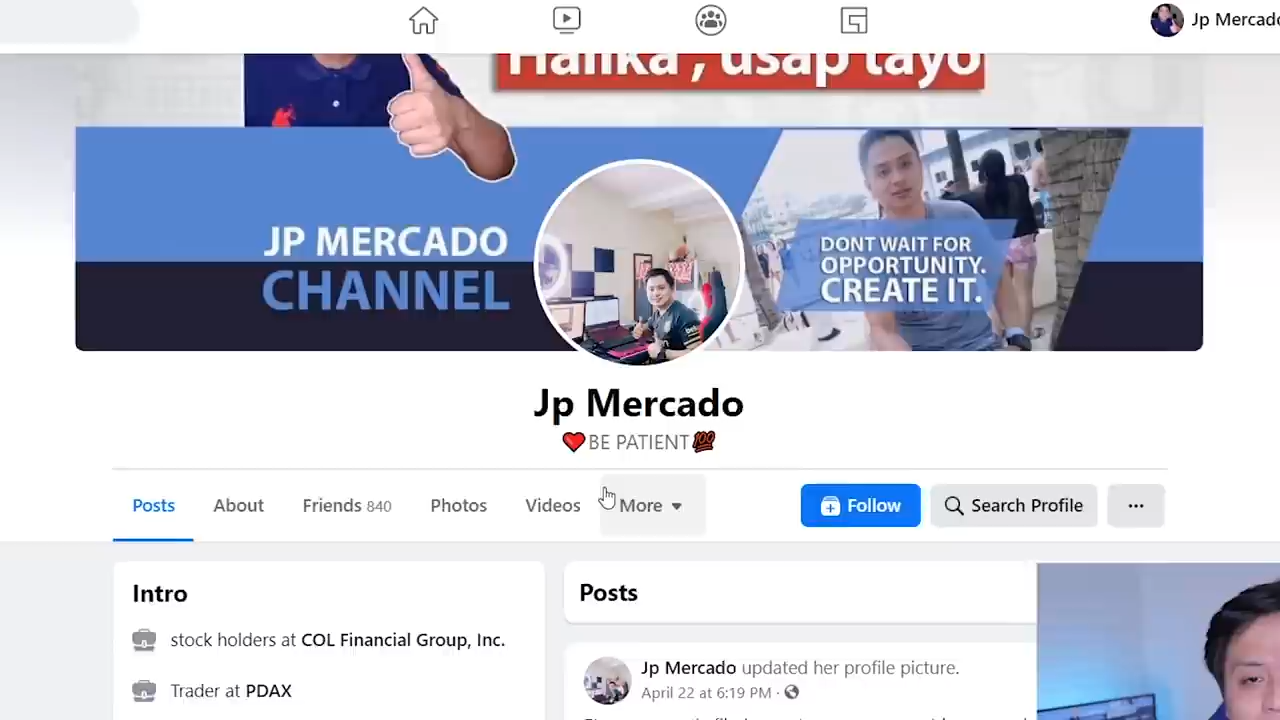 Jp Mercado
Halika , usap tayo
JP MERCADO
CHANNEL
DONT WAIT FOR
OPPORTUNITY.
CREATE IT.
Jp Mercado
❤️BE PATIENT💯
Posts
About
Friends 840
Photos
Videos
More
Follow
Search Profile
Intro
stock holders at COL Financial Group, Inc.
Trader at PDAX
Posts
Jp Mercado updated her profile picture.
April 22 at 6:19 PM ·